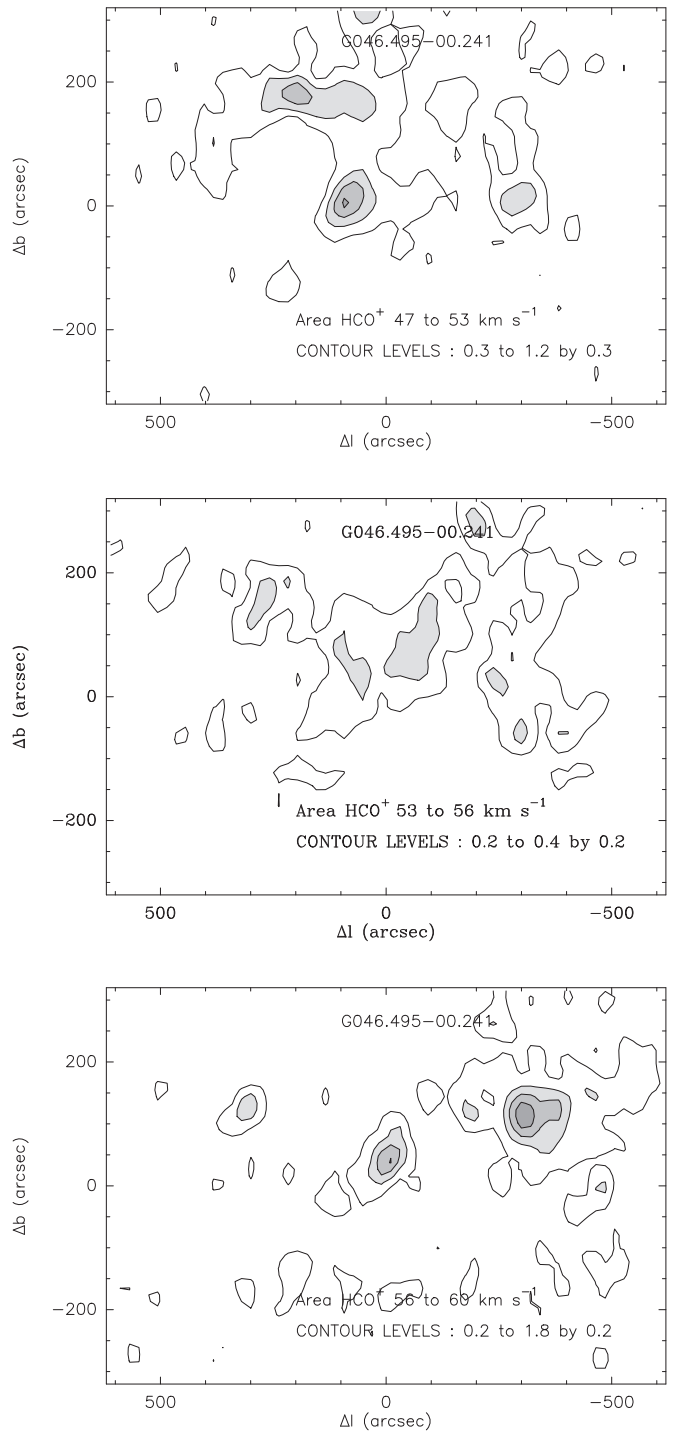 G046.495−00.241
200
0
−200
Δb (arcsec)
Area HCO+ 47 to 53 km s−1
CONTOUR LEVELS : 0.3 to 1.2 by 0.3
500 0 −500
Δl (arcsec)
G046.495−00.241
200
0
−200
Δb (arcsec)
Area HCO+ 53 to 56 km s−1
CONTOUR LEVELS : 0.2 to 0.4 by 0.2
500 0 −500
Δl (arcsec)
G046.495−00.241
200
0
−200
Δb (arcsec)
Area HCO+ 56 to 60 km s−1
CONTOUR LEVELS : 0.2 to 1.8 by 0.2
500 0 −500
Δl (arcsec)